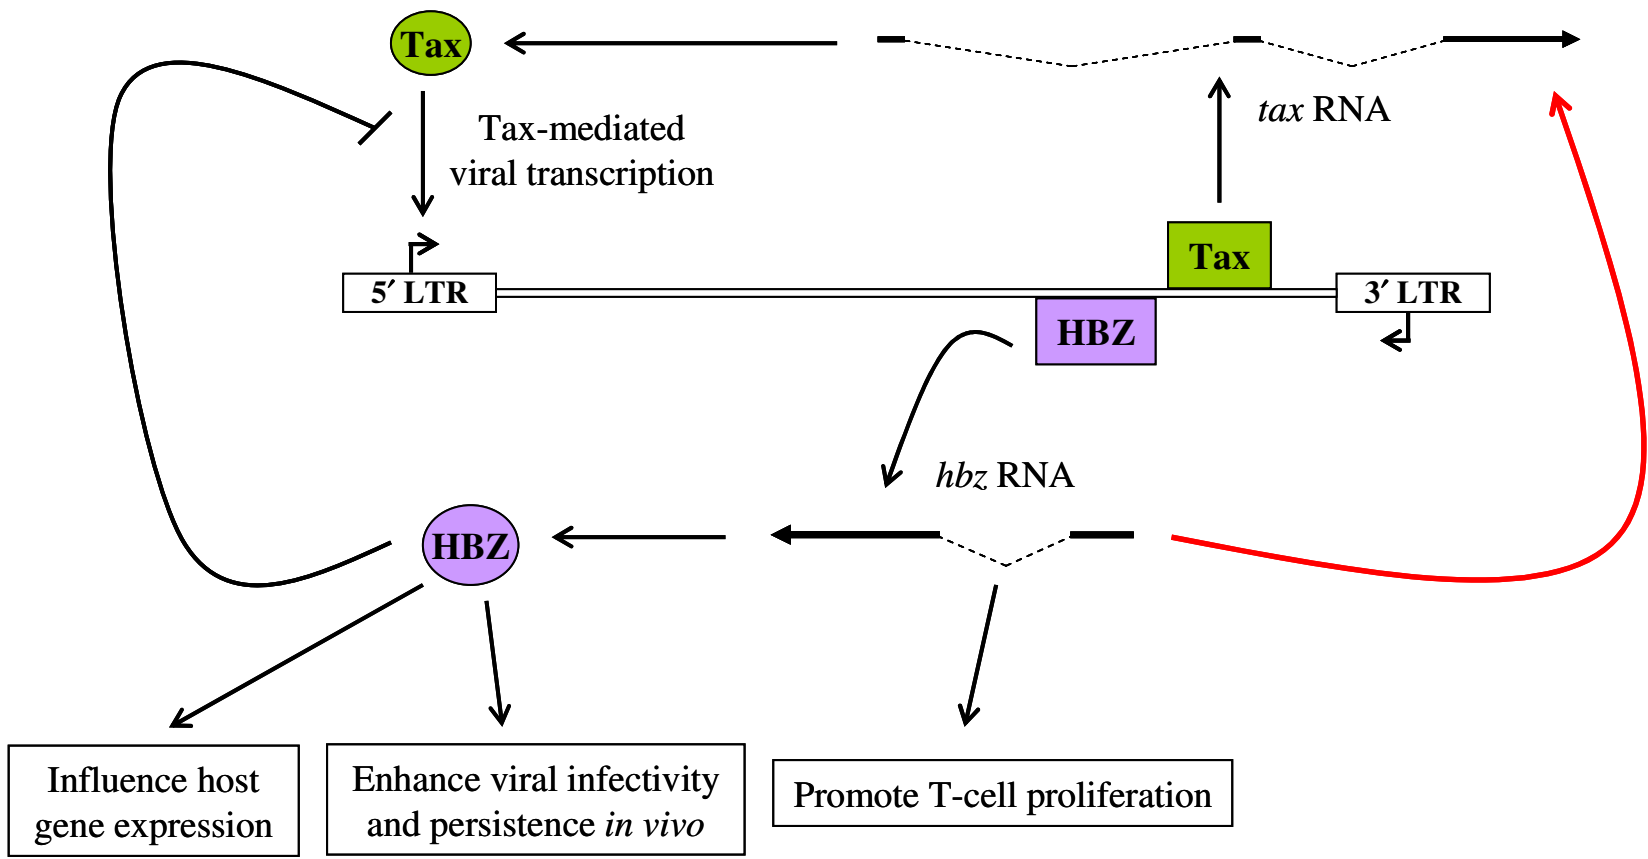 Tax
tax RNA
Tax-mediated
viral transcription
Tax
5′ LTR
3′ LTR
HBZ
hbz RNA
HBZ
Influence host
gene expression
Enhance viral infectivity
and persistence in vivo
Promote T-cell proliferation